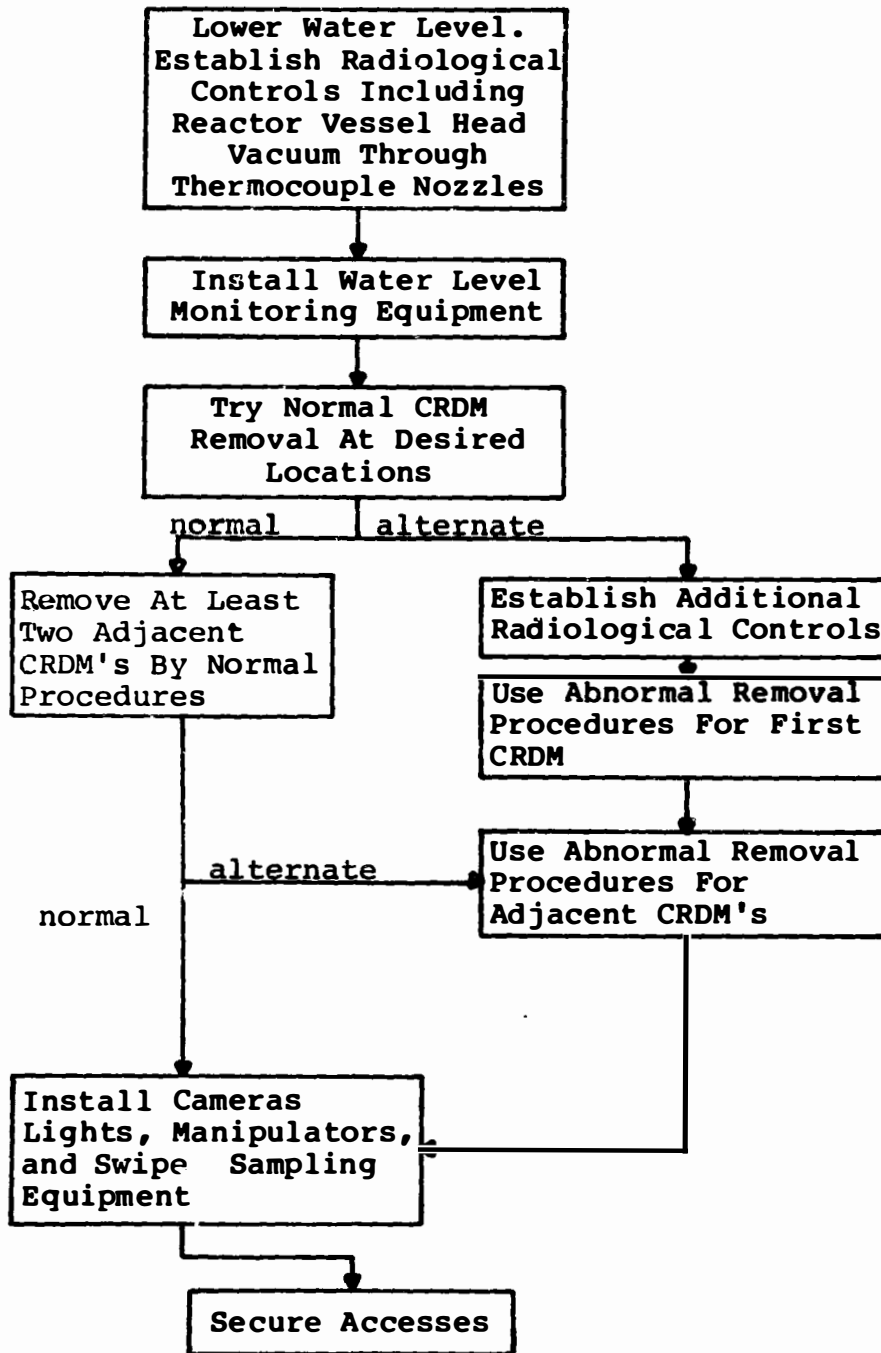 Lower Water Level.
Establish Radiological
Controls Including
Reactor Vessel Head
Vacuum Through
Thermocouple Nozzles
Install Water Level
Monitoring Equipment
Try Normal CRDM
Removal At Desired
Locations
normal
alternate
Remove At Least
Two Adjacent
CRDM's By Normal
Procedures
Establish Additional
Radiological Controls
Use Abnormal Removal
Procedures For First
CRDM
alternate
Use Abnormal Removal
Procedures For
Adjacent CRDM's
normal
Install Cameras
Lights, Manipulators,
and Swipe Sampling
Equipment
Secure Accesses